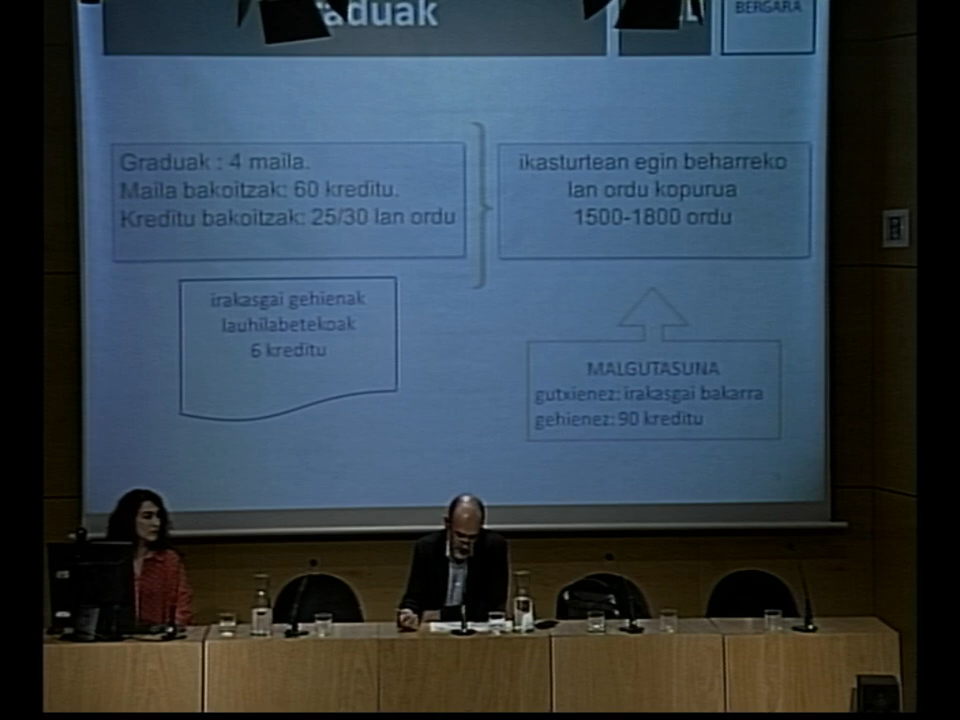 aduak
BERGARA
Graduak : 4 maila.
Maila bakoitzak: 60 kreditu.
Kreditu bakoitzak: 25/30 lan ordu
ikasturtean egin beharreko
lan ordu kopurua
1500-1800 ordu
irakasgai gehienak
lauhilabetekoak
6 kreditu
MALGUTASUNA
gutxienez: irakasgai bakarra
gehienez: 90 kreditu